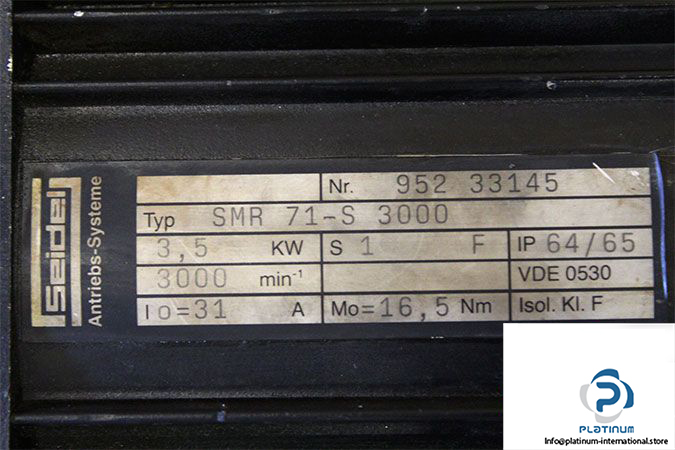 Seidel
Antriebs-Systeme
Nr. 952 33145
Typ SMR 71-S 3000
3,5 KW S 1 F IP 64/65
3000 min⁻¹ VDE 0530
Io=31 A Mo=16,5 Nm Isol. Kl. F
PLATINUM
Info@platinum-international.store